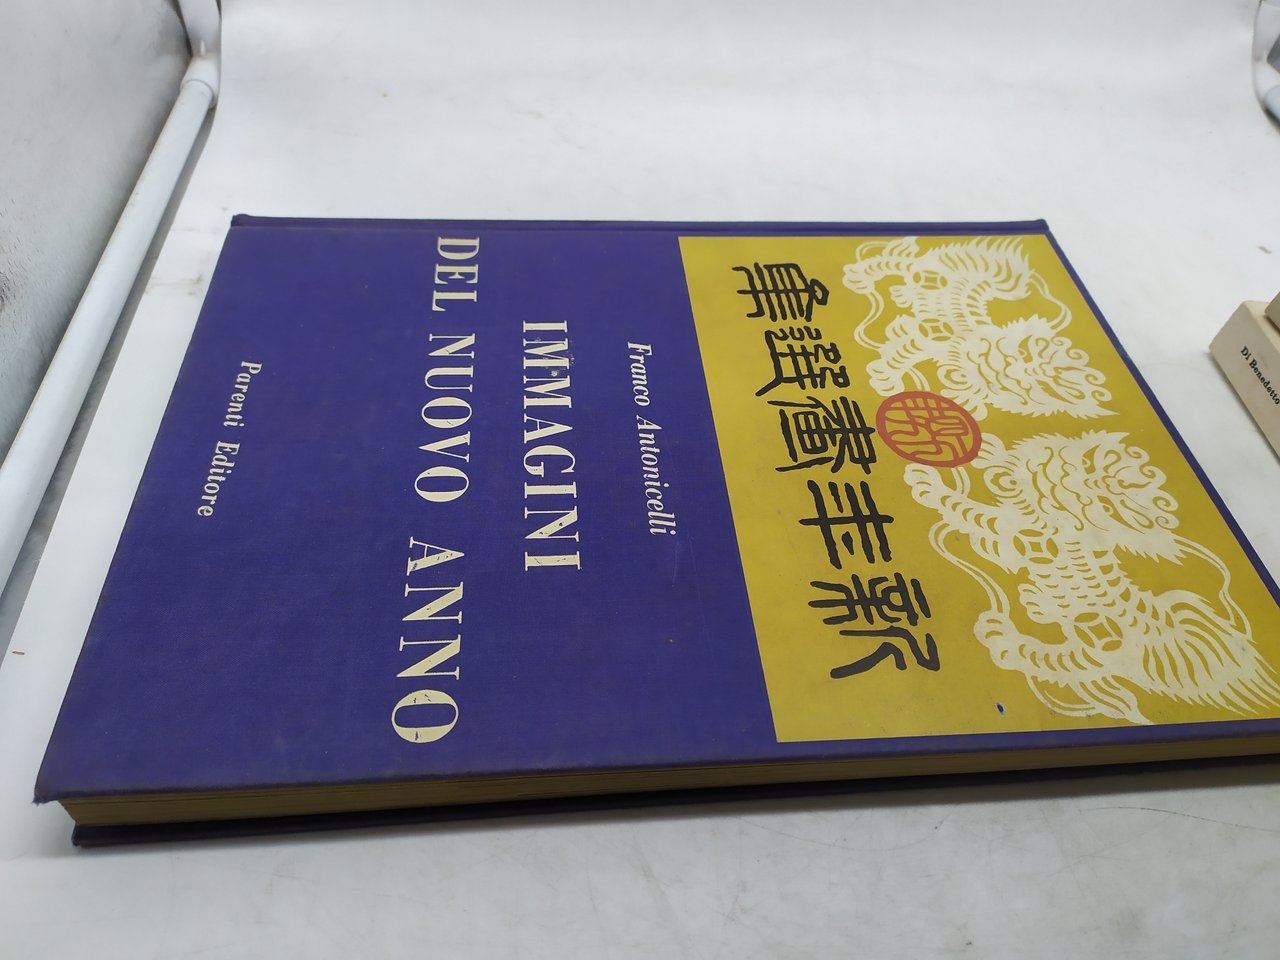 新年畫選集
Franco Antonicelli
IMMAGINI
DEL NUOVO ANNO
Parenti Editore
Di Benedetto